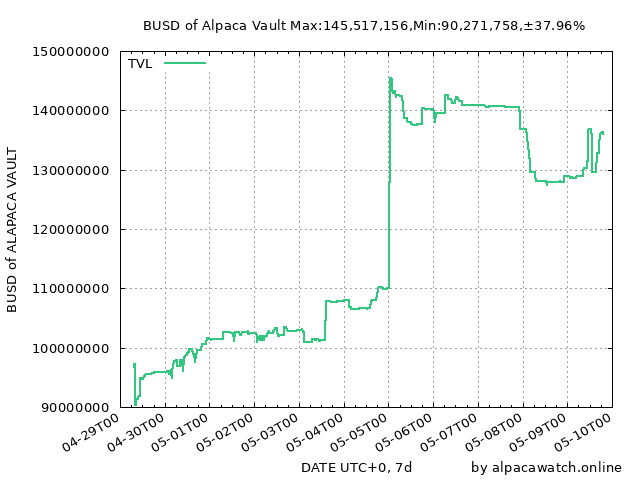 BUSD of Alpaca Vault Max:145,517,156,Min:90,271,758,±37.96%
150000000
TVL
140000000
130000000
120000000
110000000
100000000
90000000
BUSD of ALAPACA VAULT
04-29T00
04-30T00
05-01T00
05-02T00
05-03T00
05-04T00
05-05T00
05-06T00
05-07T00
05-08T00
05-09T00
05-10T00
DATE UTC+0, 7d
by alpacawatch.online